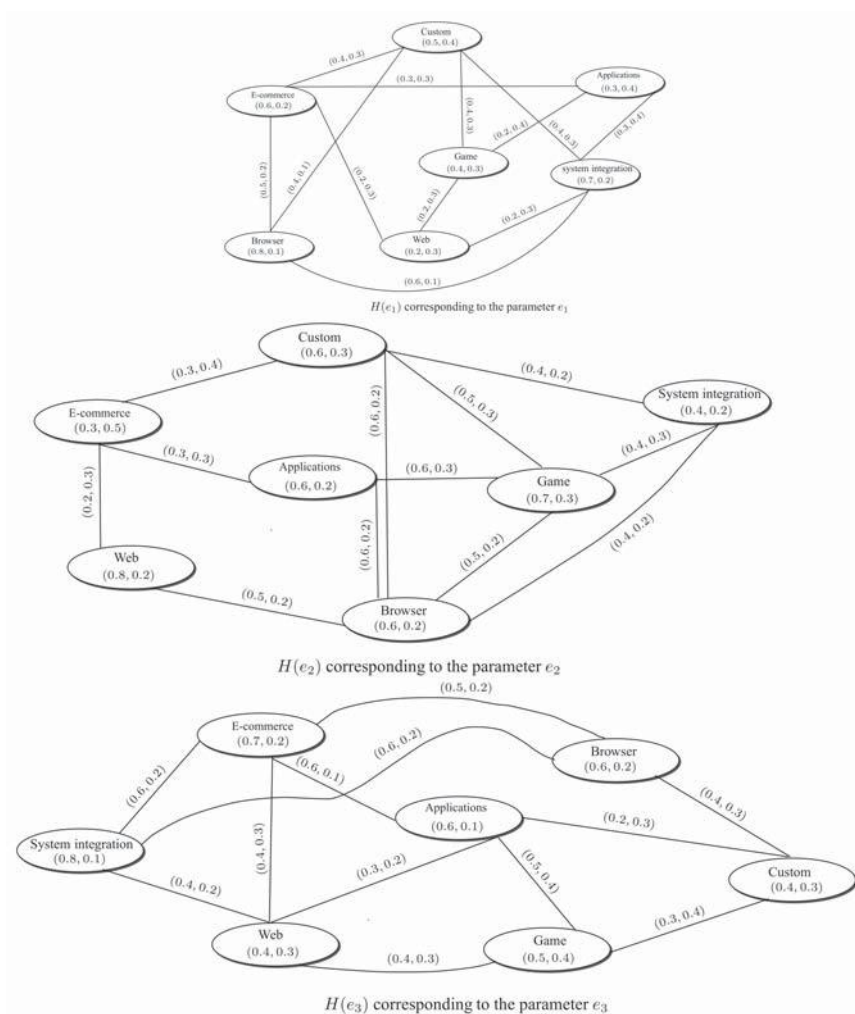 Custom
(0.5, 0.4)
(0.4, 0.3)
(0.3, 0.3)
Applications
(0.3, 0.4)
E-commerce
(0.6, 0.2)
(0.4, 0.3)
(0.2, 0.4)
(0.4, 0.3)
(0.3, 0.4)
Game
(0.4, 0.3)
system integration
(0.7, 0.2)
(0.5, 0.2)
(0.4, 0.1)
(0.2, 0.3)
(0.2, 0.3)
(0.2, 0.3)
Browser
(0.8, 0.1)
Web
(0.2, 0.3)
(0.6, 0.1)
H(e1) corresponding to the parameter e1
Custom
(0.6, 0.3)
(0.3, 0.4)
(0.4, 0.2)
System integration
(0.4, 0.2)
(0.6, 0.2)
(0.5, 0.3)
E-commerce
(0.3, 0.5)
(0.3, 0.3)
Applications
(0.6, 0.2)
(0.6, 0.3)
(0.4, 0.3)
Game
(0.7, 0.3)
(0.2, 0.3)
(0.6, 0.2)
(0.5, 0.2)
(0.4, 0.2)
Web
(0.8, 0.2)
(0.5, 0.2)
Browser
(0.6, 0.2)
H(e2) corresponding to the parameter e2
(0.5, 0.2)
E-commerce
(0.7, 0.2)
(0.6, 0.2)
Browser
(0.6, 0.2)
(0.6, 0.2)
(0.6, 0.1)
(0.4, 0.3)
Applications
(0.6, 0.1)
(0.2, 0.3)
System integration
(0.8, 0.1)
(0.4, 0.3)
(0.3, 0.2)
(0.5, 0.4)
Custom
(0.4, 0.3)
(0.4, 0.2)
(0.3, 0.4)
Web
(0.4, 0.3)
(0.4, 0.3)
Game
(0.5, 0.4)
H(e3) corresponding to the parameter e3